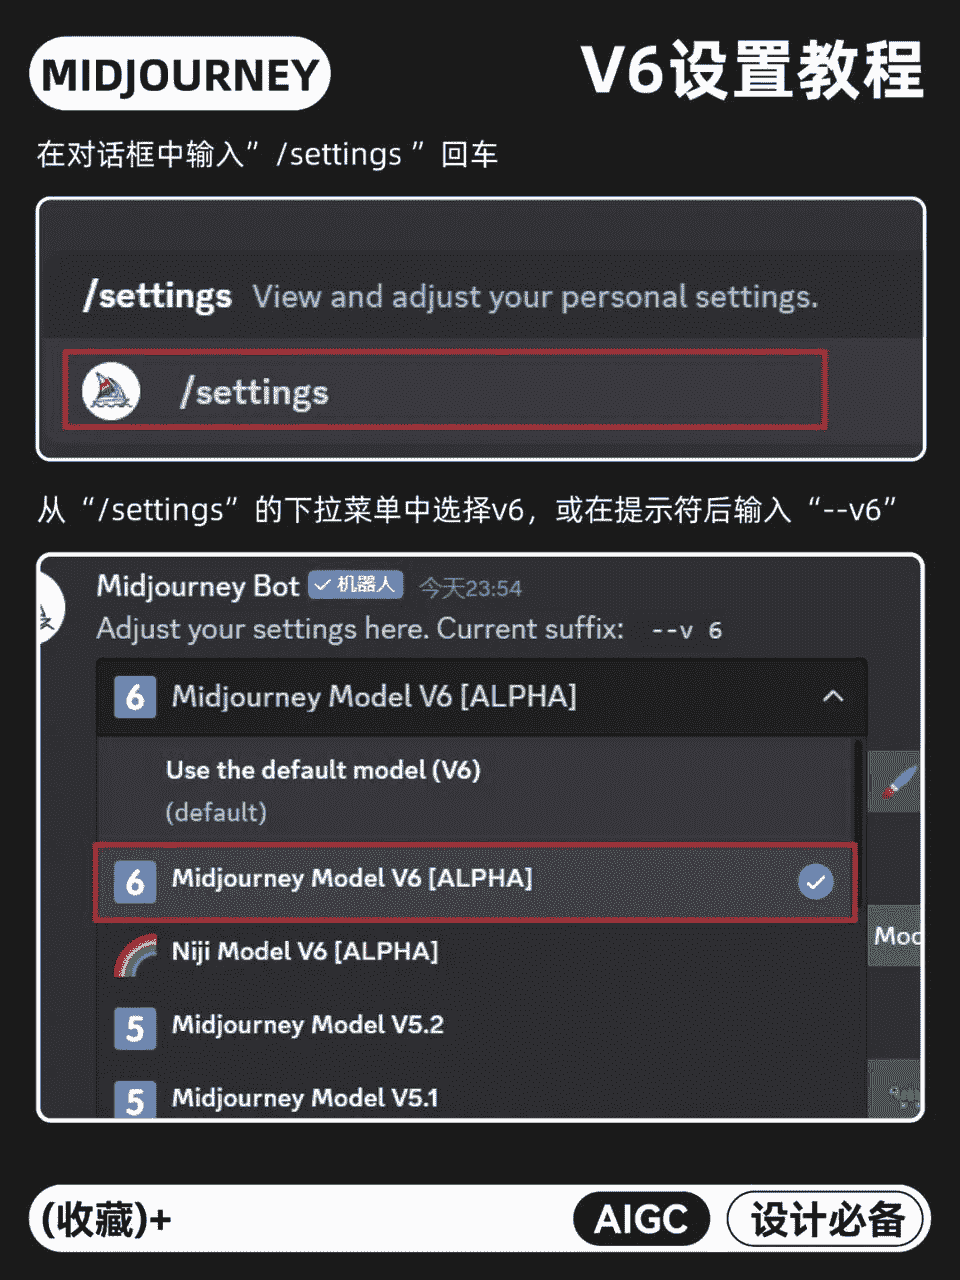 MIDJOURNEY
V6设置教程
在对话框中输入” /settings ” 回车
/settings View and adjust your personal settings.
/settings
从 “/settings” 的下拉菜单中选择v6，或在提示符后输入 “--v6”
Midjourney Bot 机器人 今天23:54
Adjust your settings here. Current suffix: --v 6
6 Midjourney Model V6 [ALPHA]
Use the default model (V6)
(default)
6 Midjourney Model V6 [ALPHA]
Niji Model V6 [ALPHA]
5 Midjourney Model V5.2
5 Midjourney Model V5.1
(收藏)+
AIGC
设计必备